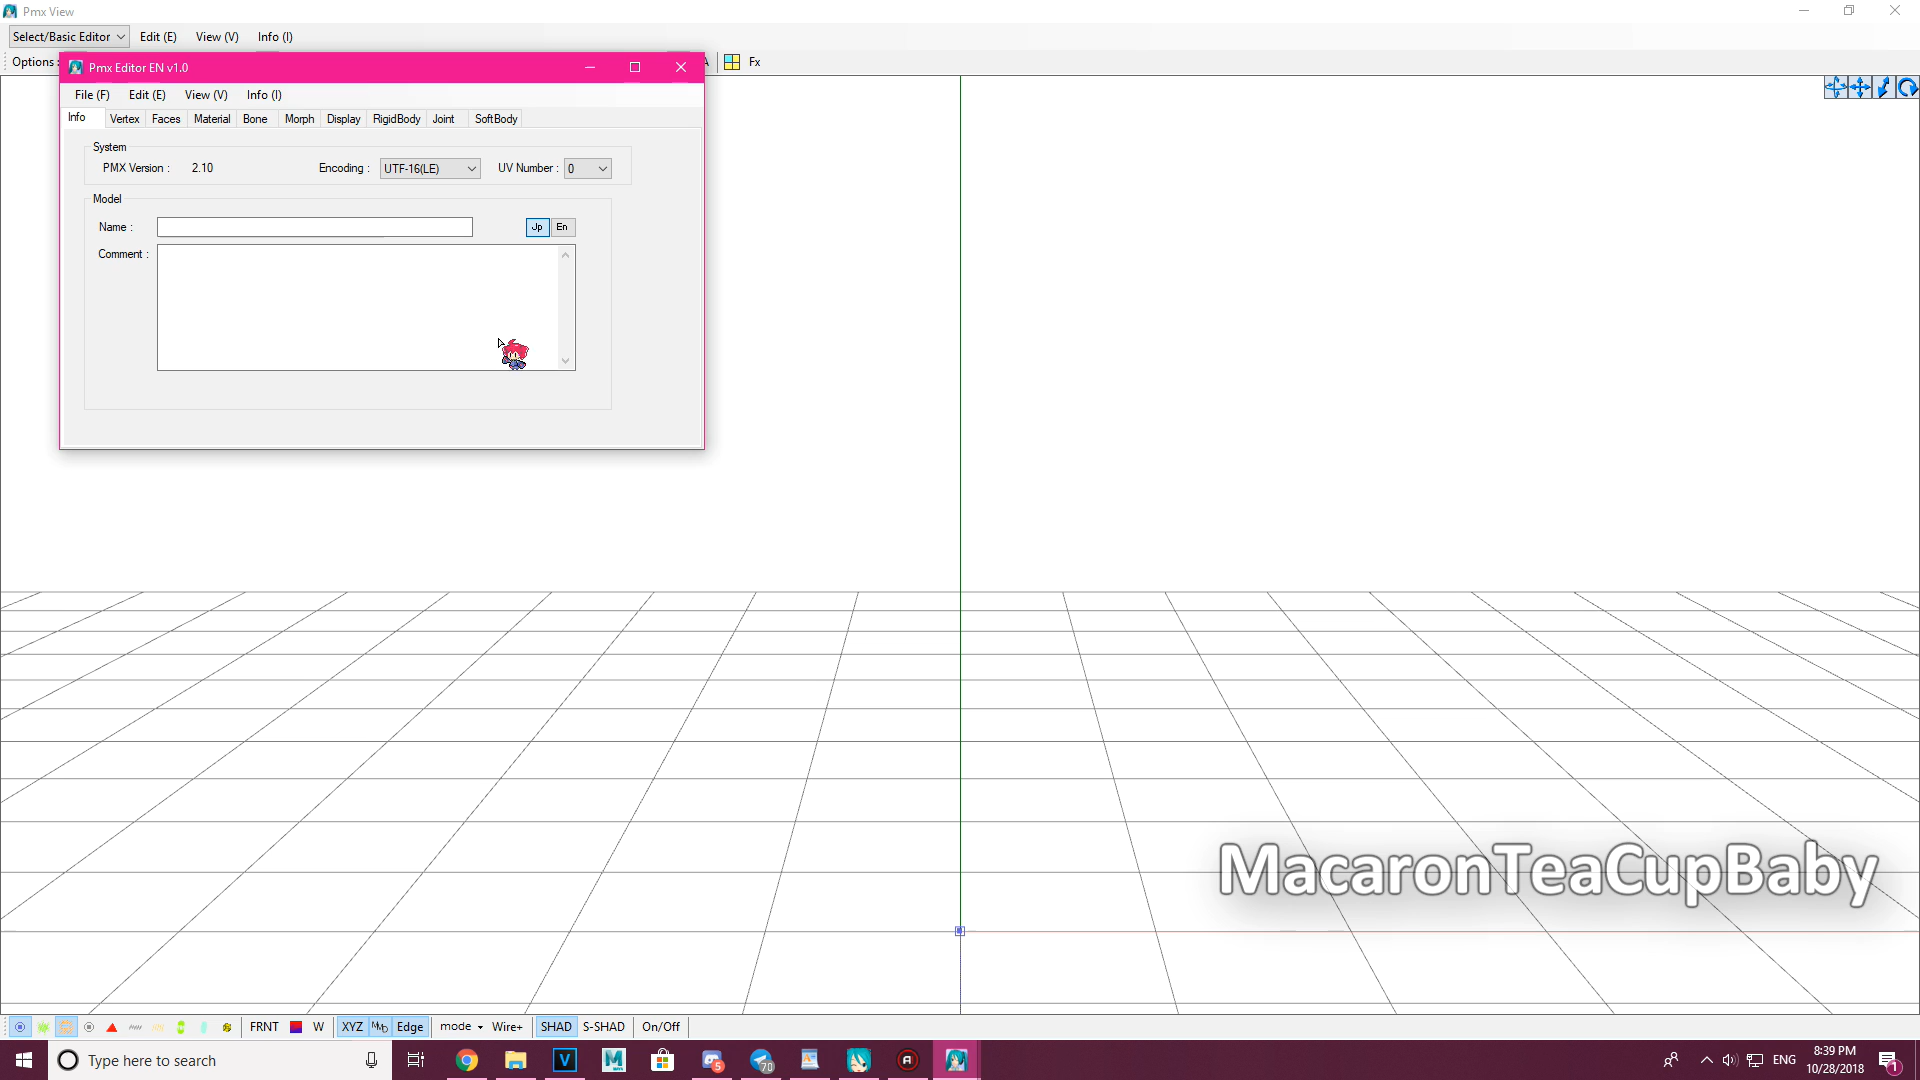 Pmx View
Select/Basic Editor Edit (E) View (V) Info (I)
Options : Fx
Pmx Editor EN v1.0
File (F) Edit (E) View (V) Info (I)
Info Vertex Faces Material Bone Morph Display RigidBody Joint SoftBody
System
PMX Version : 2.10 Encoding : UTF-16(LE) UV Number : 0
Model
Name : Jp En
Comment :
MacaronTeaCupBaby
FRNT W XYZ Edge mode Wire+ SHAD S-SHAD On/Off
Type here to search
V
5
70
ENG
8:39 PM
10/28/2018
1